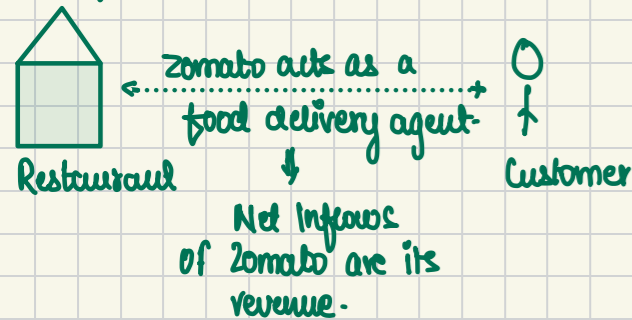 Zomato acts as a
food delivery agent
Restaurant
Customer
Net Inflows
of Zomato are its
revenue.